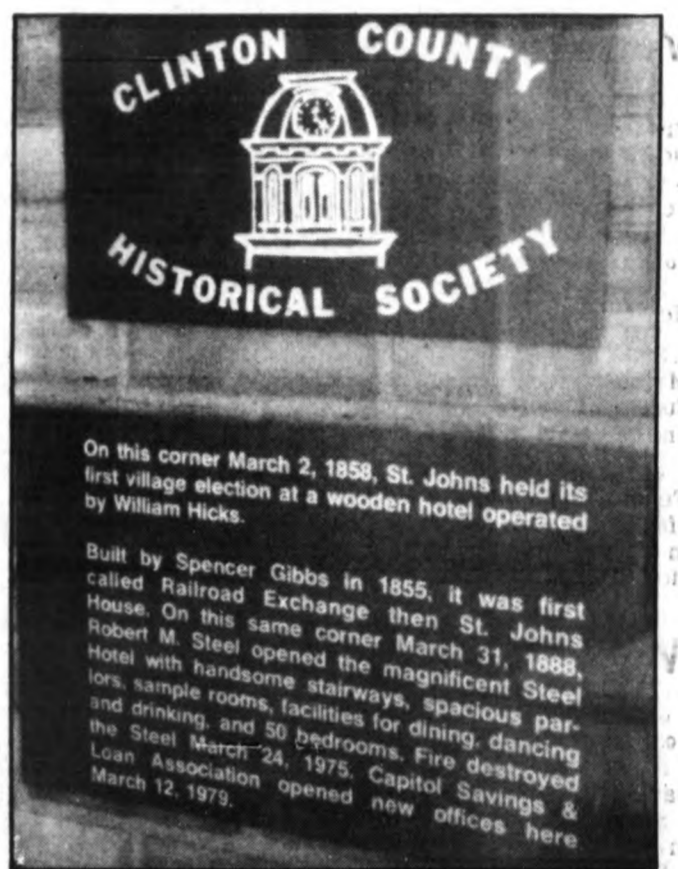 CLINTON COUNTY
HISTORICAL SOCIETY
On this corner March 2, 1858, St. Johns held its
first village election at a wooden hotel operated
by William Hicks.
Built by Spencer Gibbs in 1855, it was first
called Railroad Exchange then St. Johns
House. On this same corner March 31, 1888,
Robert M. Steel opened the magnificent Steel
Hotel with handsome stairways, spacious par-
lors, sample rooms, facilities for dining, dancing
and drinking, and 50 bedrooms. Fire destroyed
the Steel March 24, 1975. Capitol Savings &
Loan Association opened new offices here
March 12, 1979.